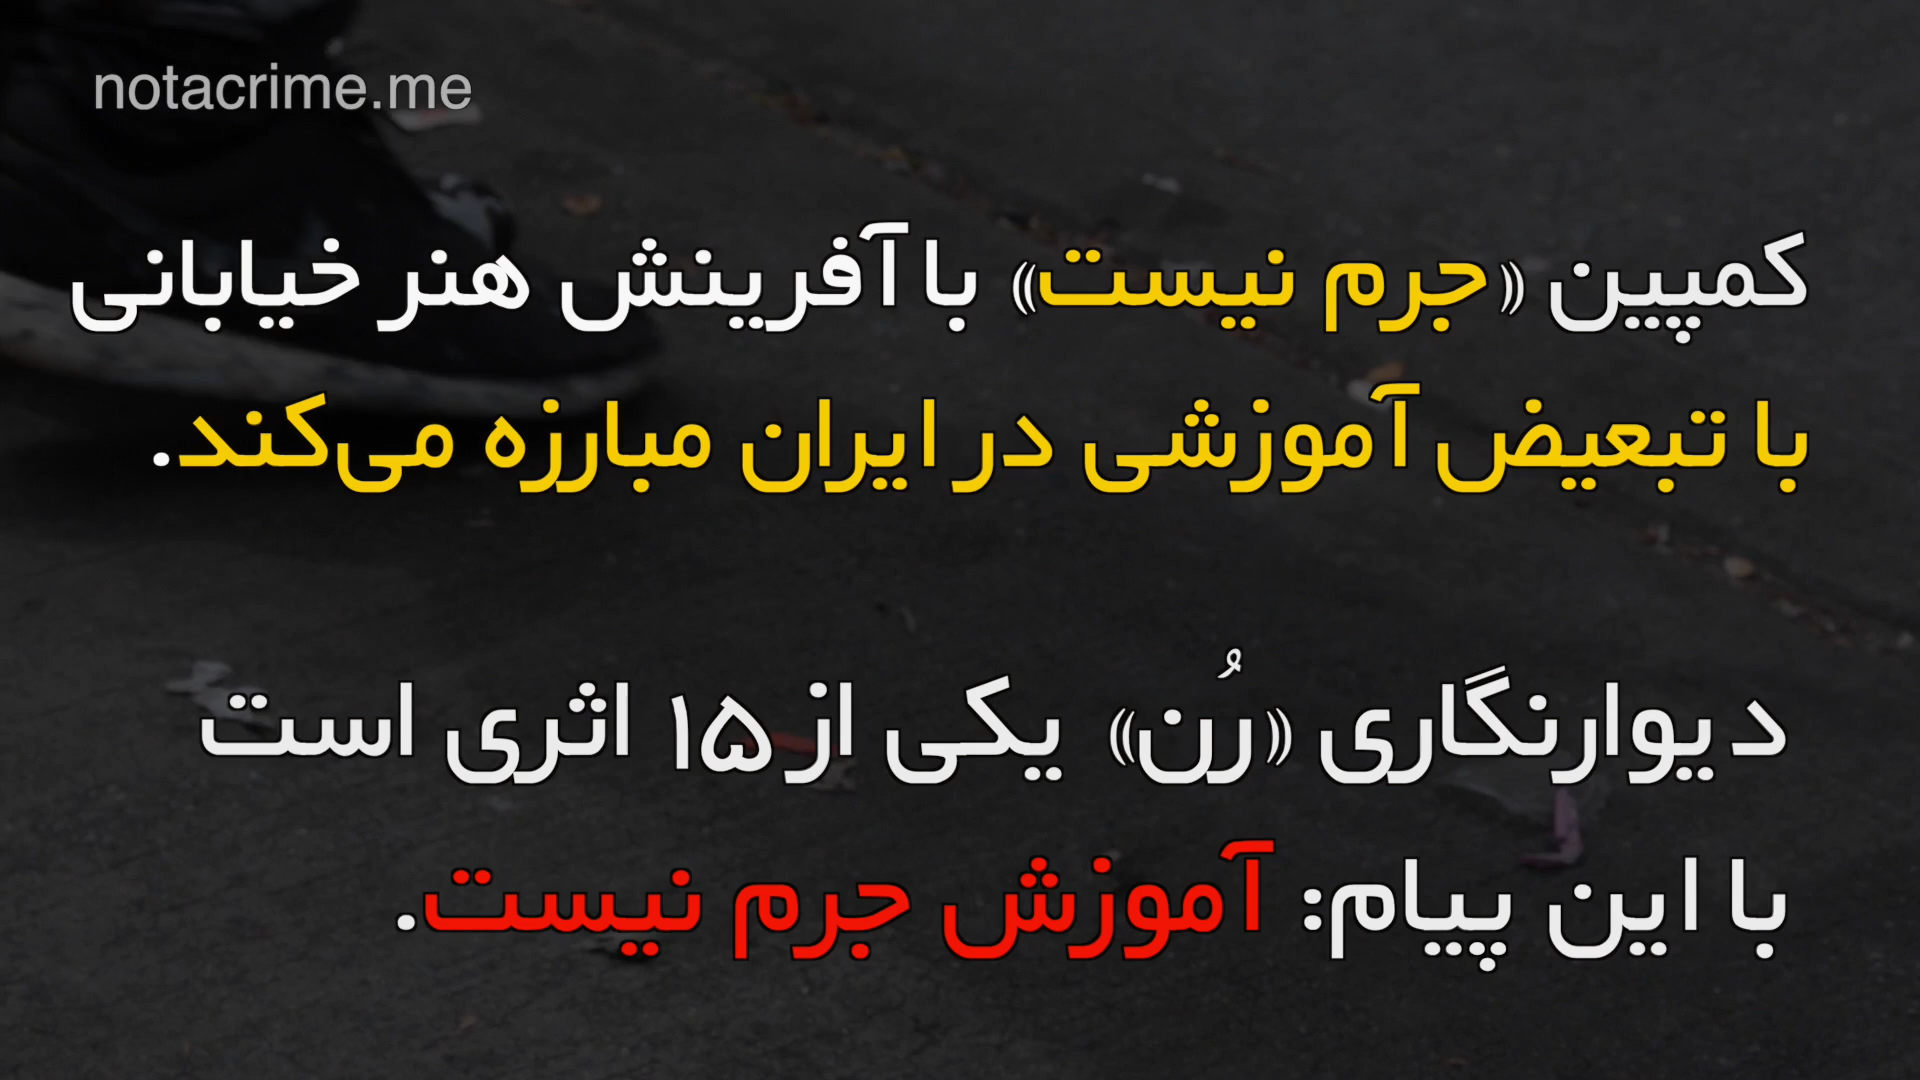 notacrime.me
کمپین «جرم نیست» با آفرینش هنر خیابانی
با تبعیض آموزشی در ایران مبارزه می‌کند.
دیوارنگاری «رُن» یکی از ۱۵ اثری است
با این پیام: آموزش جرم نیست.